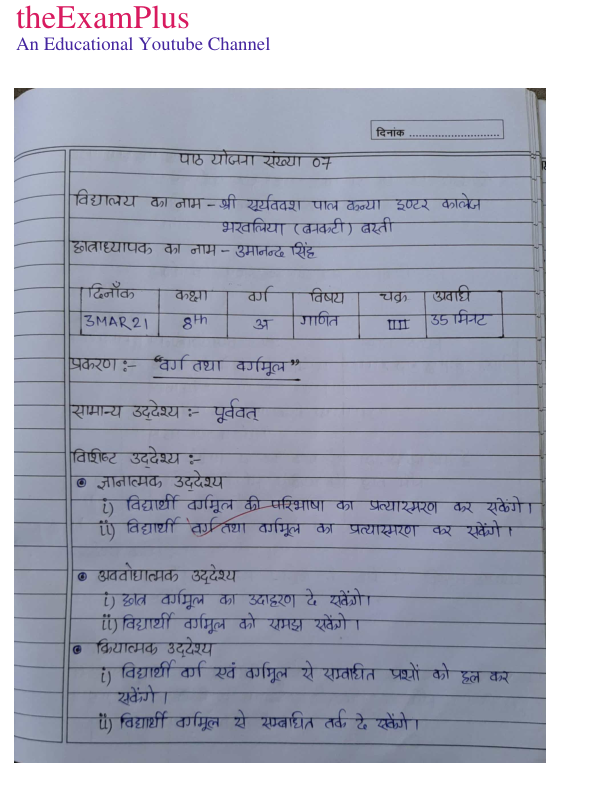 theExamPlus
An Educational Youtube Channel
दिनांक ............................
पाठ योजना संख्या 07
विद्यालय का नाम - श्री सूर्यवक्श पाल कन्या इण्टर कालेज
भरवलिया (बनकटी) बस्ती
छात्राध्यापक का नाम - उमानन्द सिंह
दिनाँक कक्षा वर्ग विषय चक्र अवधि
3MAR21 8th अ गणित IIII 35 मिनट
प्रकरण :- "वर्ग तथा वर्गमूल"
सामान्य उद्देश्य :- पूर्ववत्
विशिष्ट उद्देश्य :-
ज्ञानात्मक उद्देश्य
i) विद्यार्थी वर्गमूल की परिभाषा का प्रत्यास्मरण कर सकेंगे।
ii) विद्यार्थी वर्ग तथा वर्गमूल का प्रत्यास्मरण कर सकेंगे।
अवबोधात्मक उद्देश्य
i) छात्र वर्गमूल का उदाहरण दे सकेंगे।
ii) विद्यार्थी वर्गमूल को समझ सकेंगे।
क्रियात्मक उद्देश्य
i) विद्यार्थी वर्ग एवं वर्गमूल से सम्बधित प्रश्नों को हल कर
सकेंगे।
ii) विद्यार्थी वर्गमूल से सम्बधित तर्क दे सकेंगे।